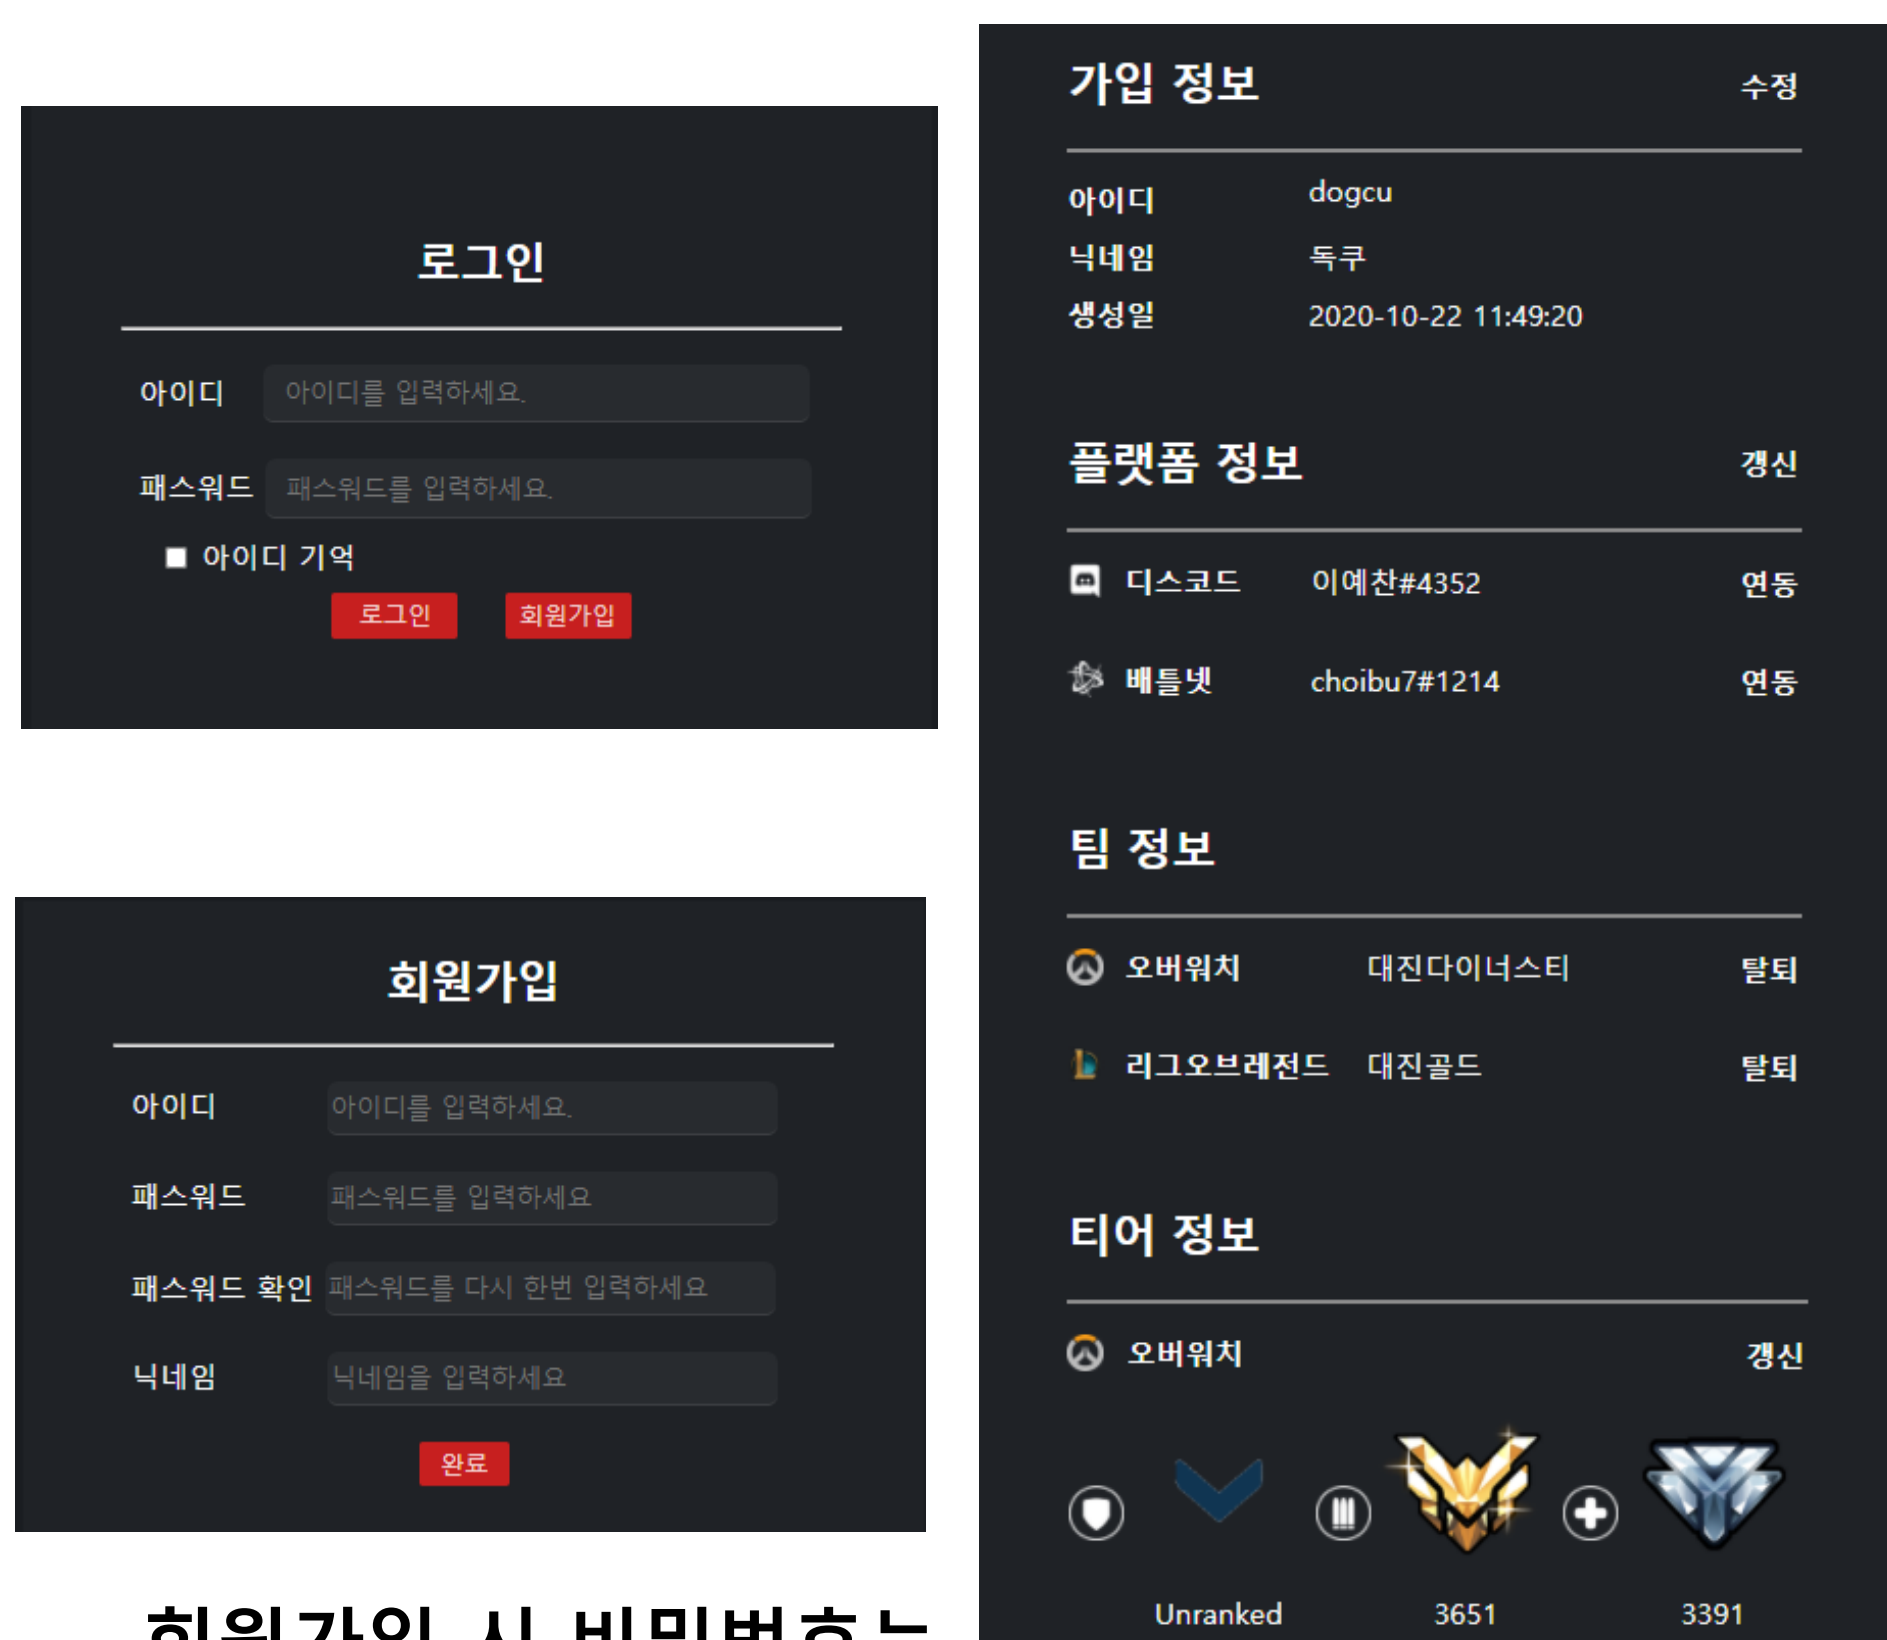 로그인
아이디 아이디를 입력하세요.
패스워드 패스워드를 입력하세요.
아이디 기억
로그인 회원가입
회원가입
아이디 아이디를 입력하세요.
패스워드 패스워드를 입력하세요
패스워드 확인 패스워드를 다시 한번 입력하세요
닉네임 닉네임을 입력하세요
완료
회원가입 시 비밀번호는
가입 정보 수정
아이디 dogcu
닉네임 독쿠
생성일 2020-10-22 11:49:20
플랫폼 정보 갱신
디스코드 이예찬#4352 연동
배틀넷 choibu7#1214 연동
팀 정보
오버워치 대진다이너스티 탈퇴
리그오브레전드 대진골드 탈퇴
티어 정보
오버워치 갱신
Unranked 3651 3391